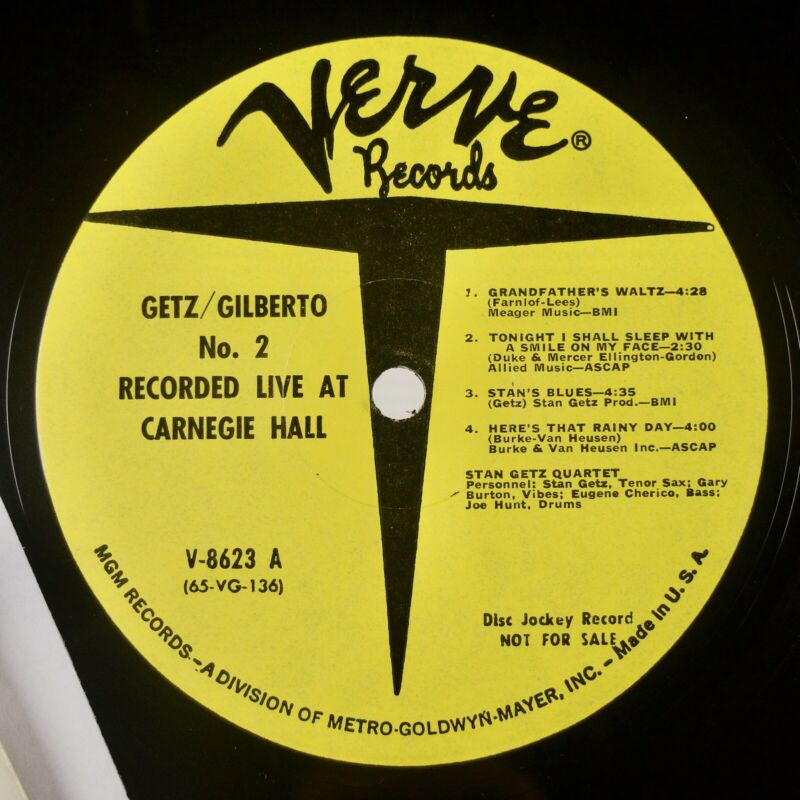 Verve ®
Records
GETZ/GILBERTO
No. 2
RECORDED LIVE AT
CARNEGIE HALL
V-8623 A
(65-VG-136)
1. GRANDFATHER'S WALTZ—4:28
(Farnlof-Lees)
Meager Music—BMI
2. TONIGHT I SHALL SLEEP WITH
A SMILE ON MY FACE—2:30
(Duke & Mercer Ellington-Gordon)
Allied Music—ASCAP
3. STAN'S BLUES—4:35
(Getz) Stan Getz Prod.—BMI
4. HERE'S THAT RAINY DAY—4:00
(Burke-Van Heusen)
Burke & Van Heusen Inc.—ASCAP
STAN GETZ QUARTET
Personnel: Stan Getz, Tenor Sax; Gary
Burton, Vibes; Eugene Cherico, Bass;
Joe Hunt, Drums
Disc Jockey Record
NOT FOR SALE
MGM RECORDS—A DIVISION OF METRO-GOLDWYN-MAYER, INC. – Made in U. S. A.